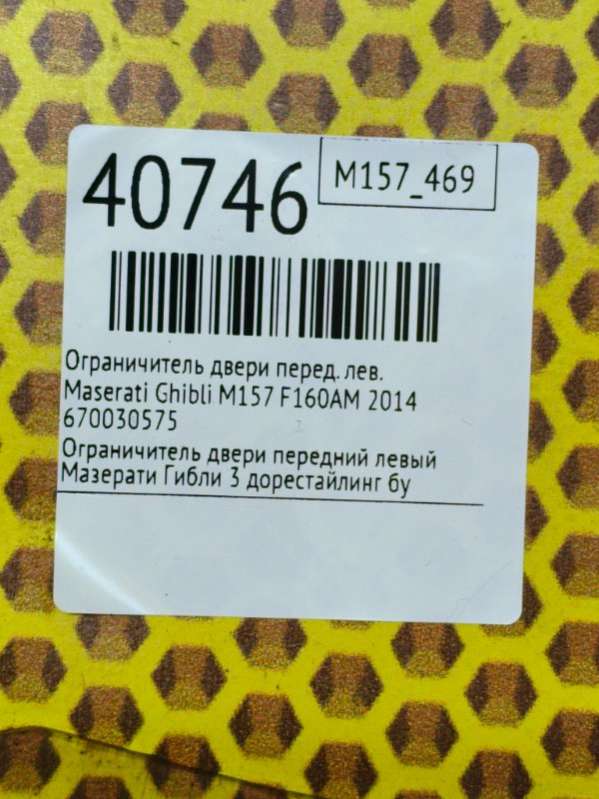 40746
M157_469
Ограничитель двери перед. лев.
Maserati Ghibli M157 F160AM 2014
670030575
Ограничитель двери передний левый
Мазерати Гибли 3 дорестайлинг бу